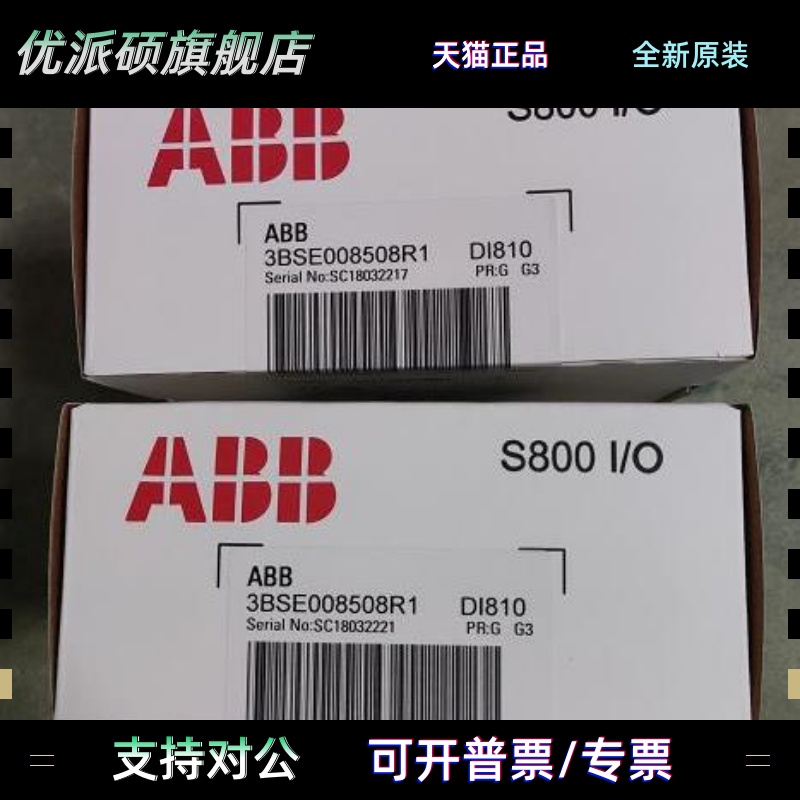 优派硕旗舰店 天猫正品 全新原装
ABB S800 I/O
ABB
3BSE008508R1 DI810
Serial No:SC18032217 PR:G G3
ABB S800 I/O
ABB
3BSE008508R1 DI810
Serial No:SC18032221 PR:G G3
支持对公 可开普票/专票